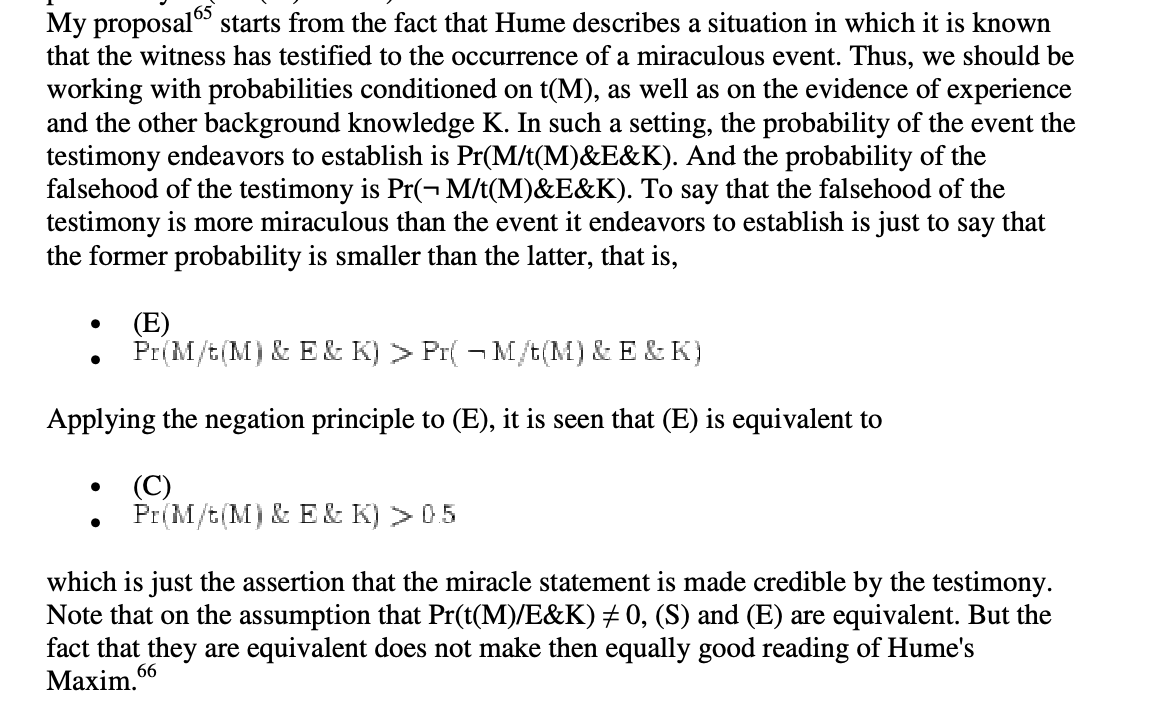 My proposal65 starts from the fact that Hume describes a situation in which it is known
that the witness has testified to the occurrence of a miraculous event. Thus, we should be
working with probabilities conditioned on t(M), as well as on the evidence of experience
and the other background knowledge K. In such a setting, the probability of the event the
testimony endeavors to establish is Pr(M/t(M)&E&K). And the probability of the
falsehood of the testimony is Pr(¬ M/t(M)&E&K). To say that the falsehood of the
testimony is more miraculous than the event it endeavors to establish is just to say that
the former probability is smaller than the latter, that is,
• (E)
• Pr(M/t(M) & E & K) > Pr( ¬ M/t(M) & E & K)
Applying the negation principle to (E), it is seen that (E) is equivalent to
• (C)
• Pr(M/t(M) & E & K) > 0.5
which is just the assertion that the miracle statement is made credible by the testimony.
Note that on the assumption that Pr(t(M)/E&K) ≠ 0, (S) and (E) are equivalent. But the
fact that they are equivalent does not make then equally good reading of Hume's
Maxim.66